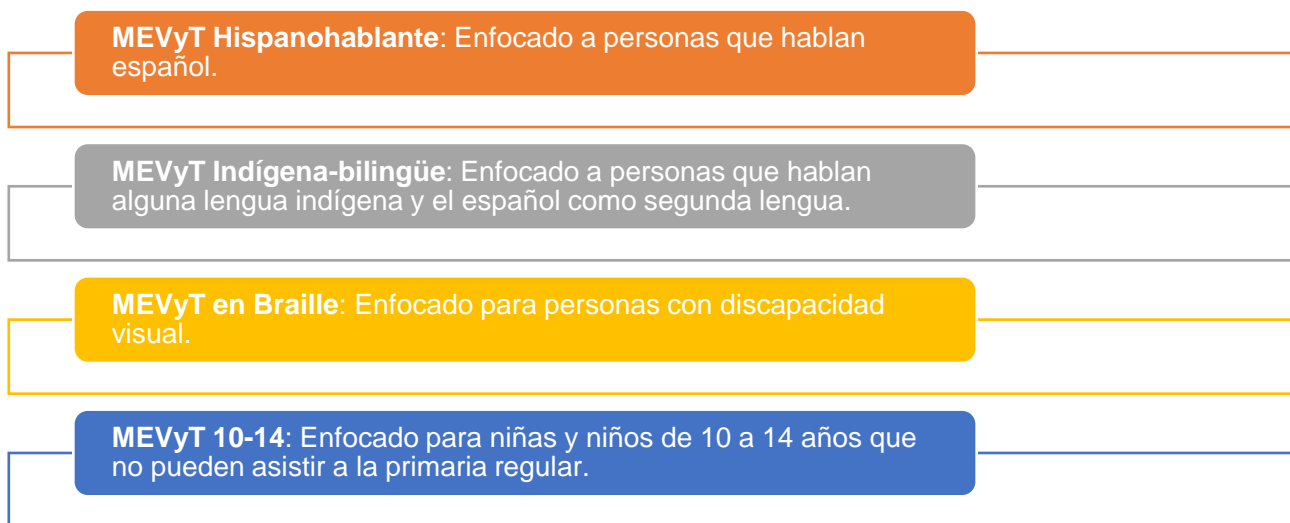 MEVyT Hispanohablante: Enfocado a personas que hablan
español.
MEVyT Indígena-bilingüe: Enfocado a personas que hablan
alguna lengua indígena y el español como segunda lengua.
MEVyT en Braille: Enfocado para personas con discapacidad
visual.
MEVyT 10-14: Enfocado para niñas y niños de 10 a 14 años que
no pueden asistir a la primaria regular.